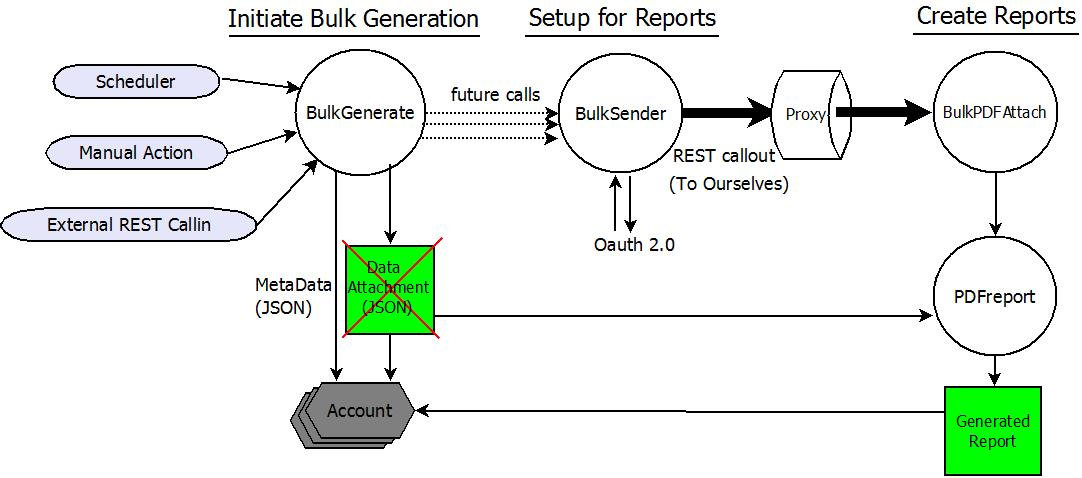 Initiate Bulk Generation
Setup for Reports
Create Reports
Scheduler
Manual Action
External REST Callin
BulkGenerate
future calls
BulkSender
Proxy
BulkPDFAttach
REST callout
(To Ourselves)
Oauth 2.0
MetaData
(JSON)
Data
Attachment
(JSON)
PDFreport
Account
Generated
Report